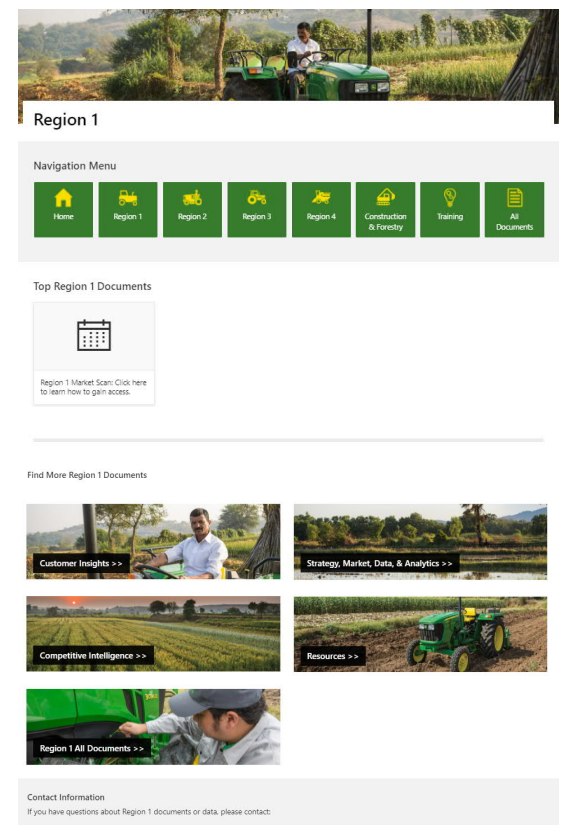 Region 1
Navigation Menu
Home
Region 1
Region 2
Region 3
Region 4
Construction
& Forestry
Training
All
Documents
Top Region 1 Documents
Region 1 Market Scan: Click here
to learn how to gain access.
Find More Region 1 Documents
Customer Insights >>
Strategy, Market, Data, & Analytics >>
Competitive Intelligence >>
Resources >>
Region 1 All Documents >>
Contact Information
If you have questions about Region 1 documents or data, please contact: